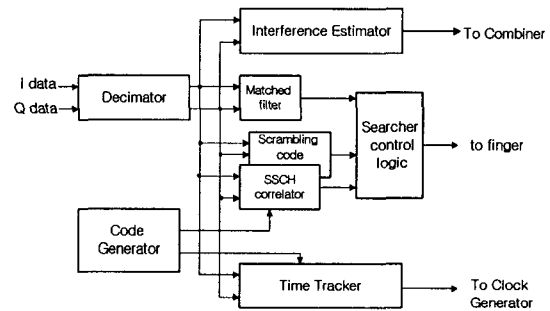 Interference Estimator
To Combiner
I data
Q data
Decimator
Matched
filter
Scrambling
code
SSCH
correlator
Searcher
control
logic
to finger
Code
Generator
Time Tracker
To Clock
Generator